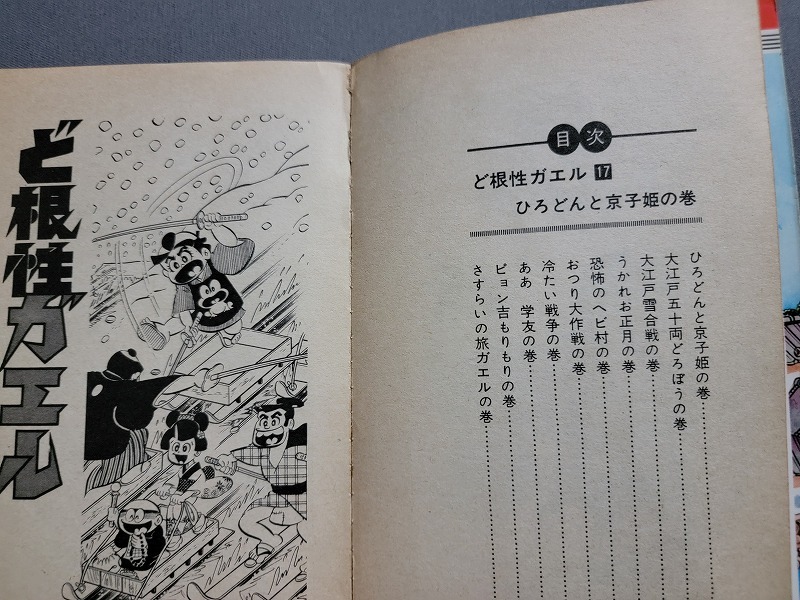 ど根性ガエル
目次
ど根性ガエル 17
ひろどんと京子姫の巻
ひろどんと京子姫の巻
大江戸五十両どろぼうの巻
大江戸雪合戦の巻
うかれお正月の巻
恐怖のヘビ村の巻
おつり大作戦の巻
冷たい戦争の巻
ああ 学友の巻
ピョン吉もりもりの巻
さすらいの旅ガエルの巻